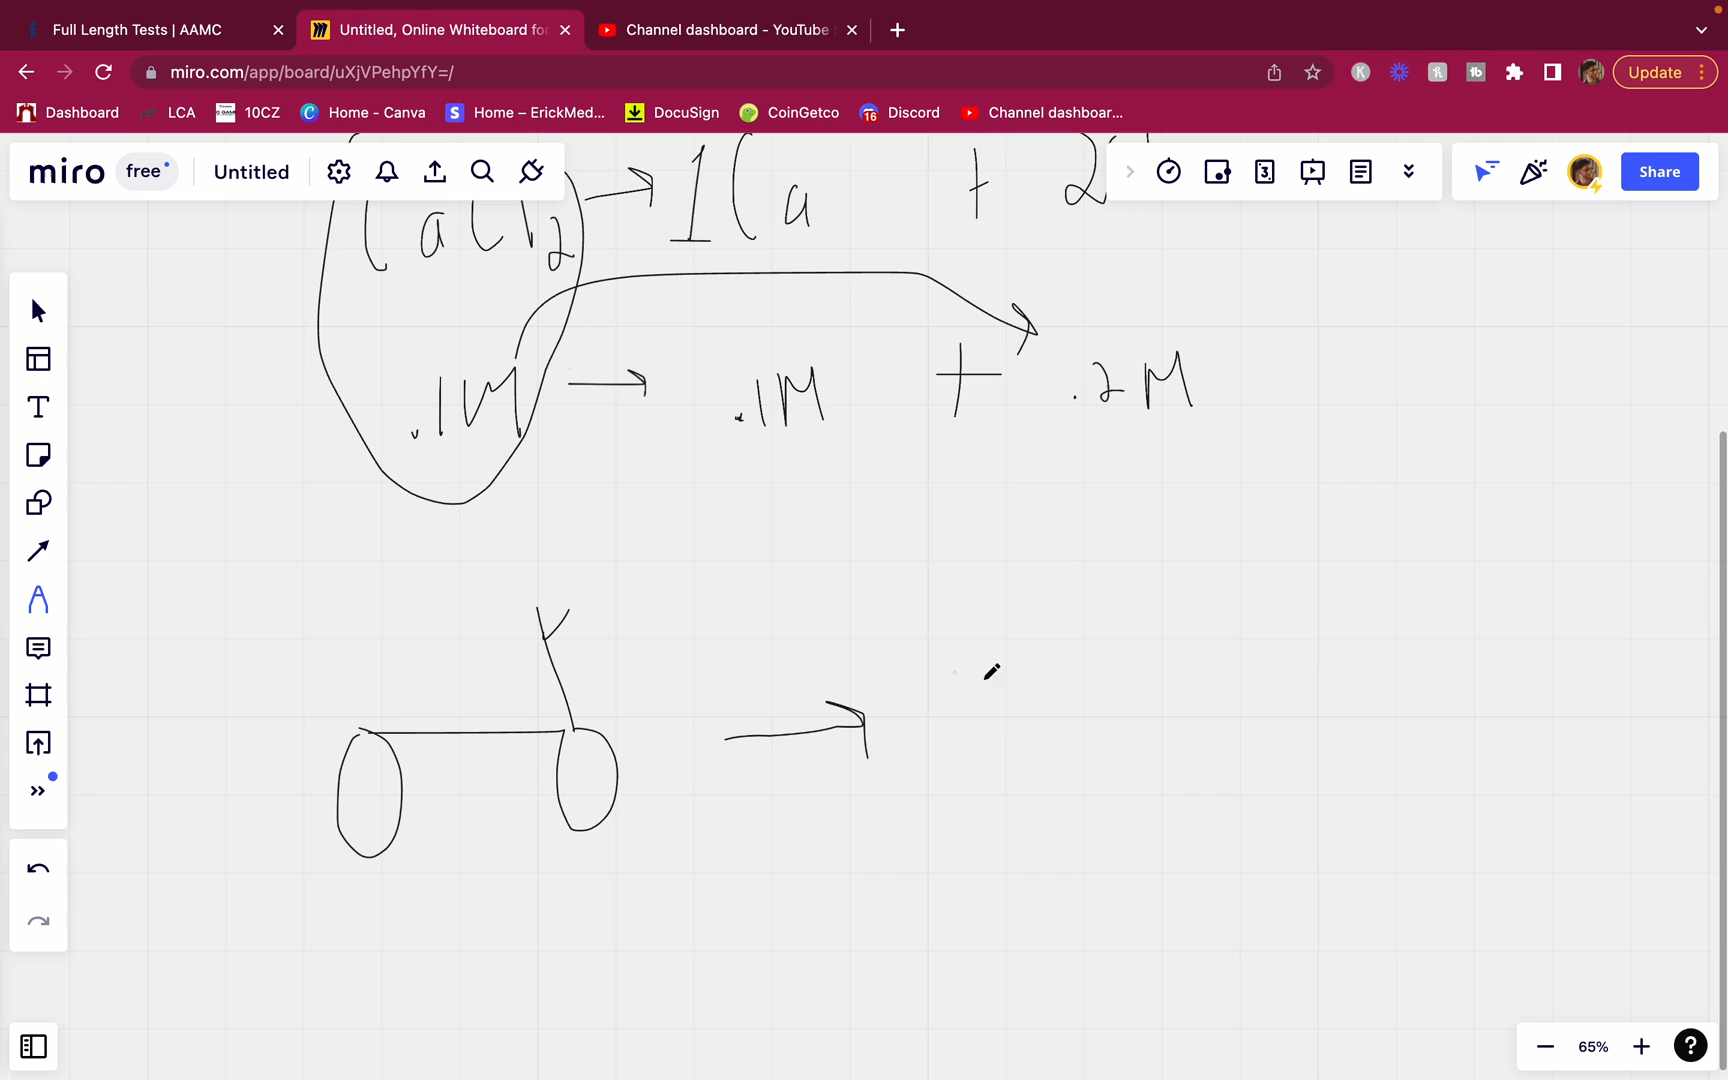 Full Length Tests | AAMC
Untitled, Online Whiteboard for
Channel dashboard - YouTube
miro.com/app/board/uXjVPehpYfY=/
Update
Dashboard
LCA
10CZ
Home - Canva
Home – ErickMed...
DocuSign
CoinGetco
16
Discord
Channel dashboar...
miro
free
Untitled
3
Share
CaCl2 → 1Ca + 2
.1M → .1M + .2M
65%